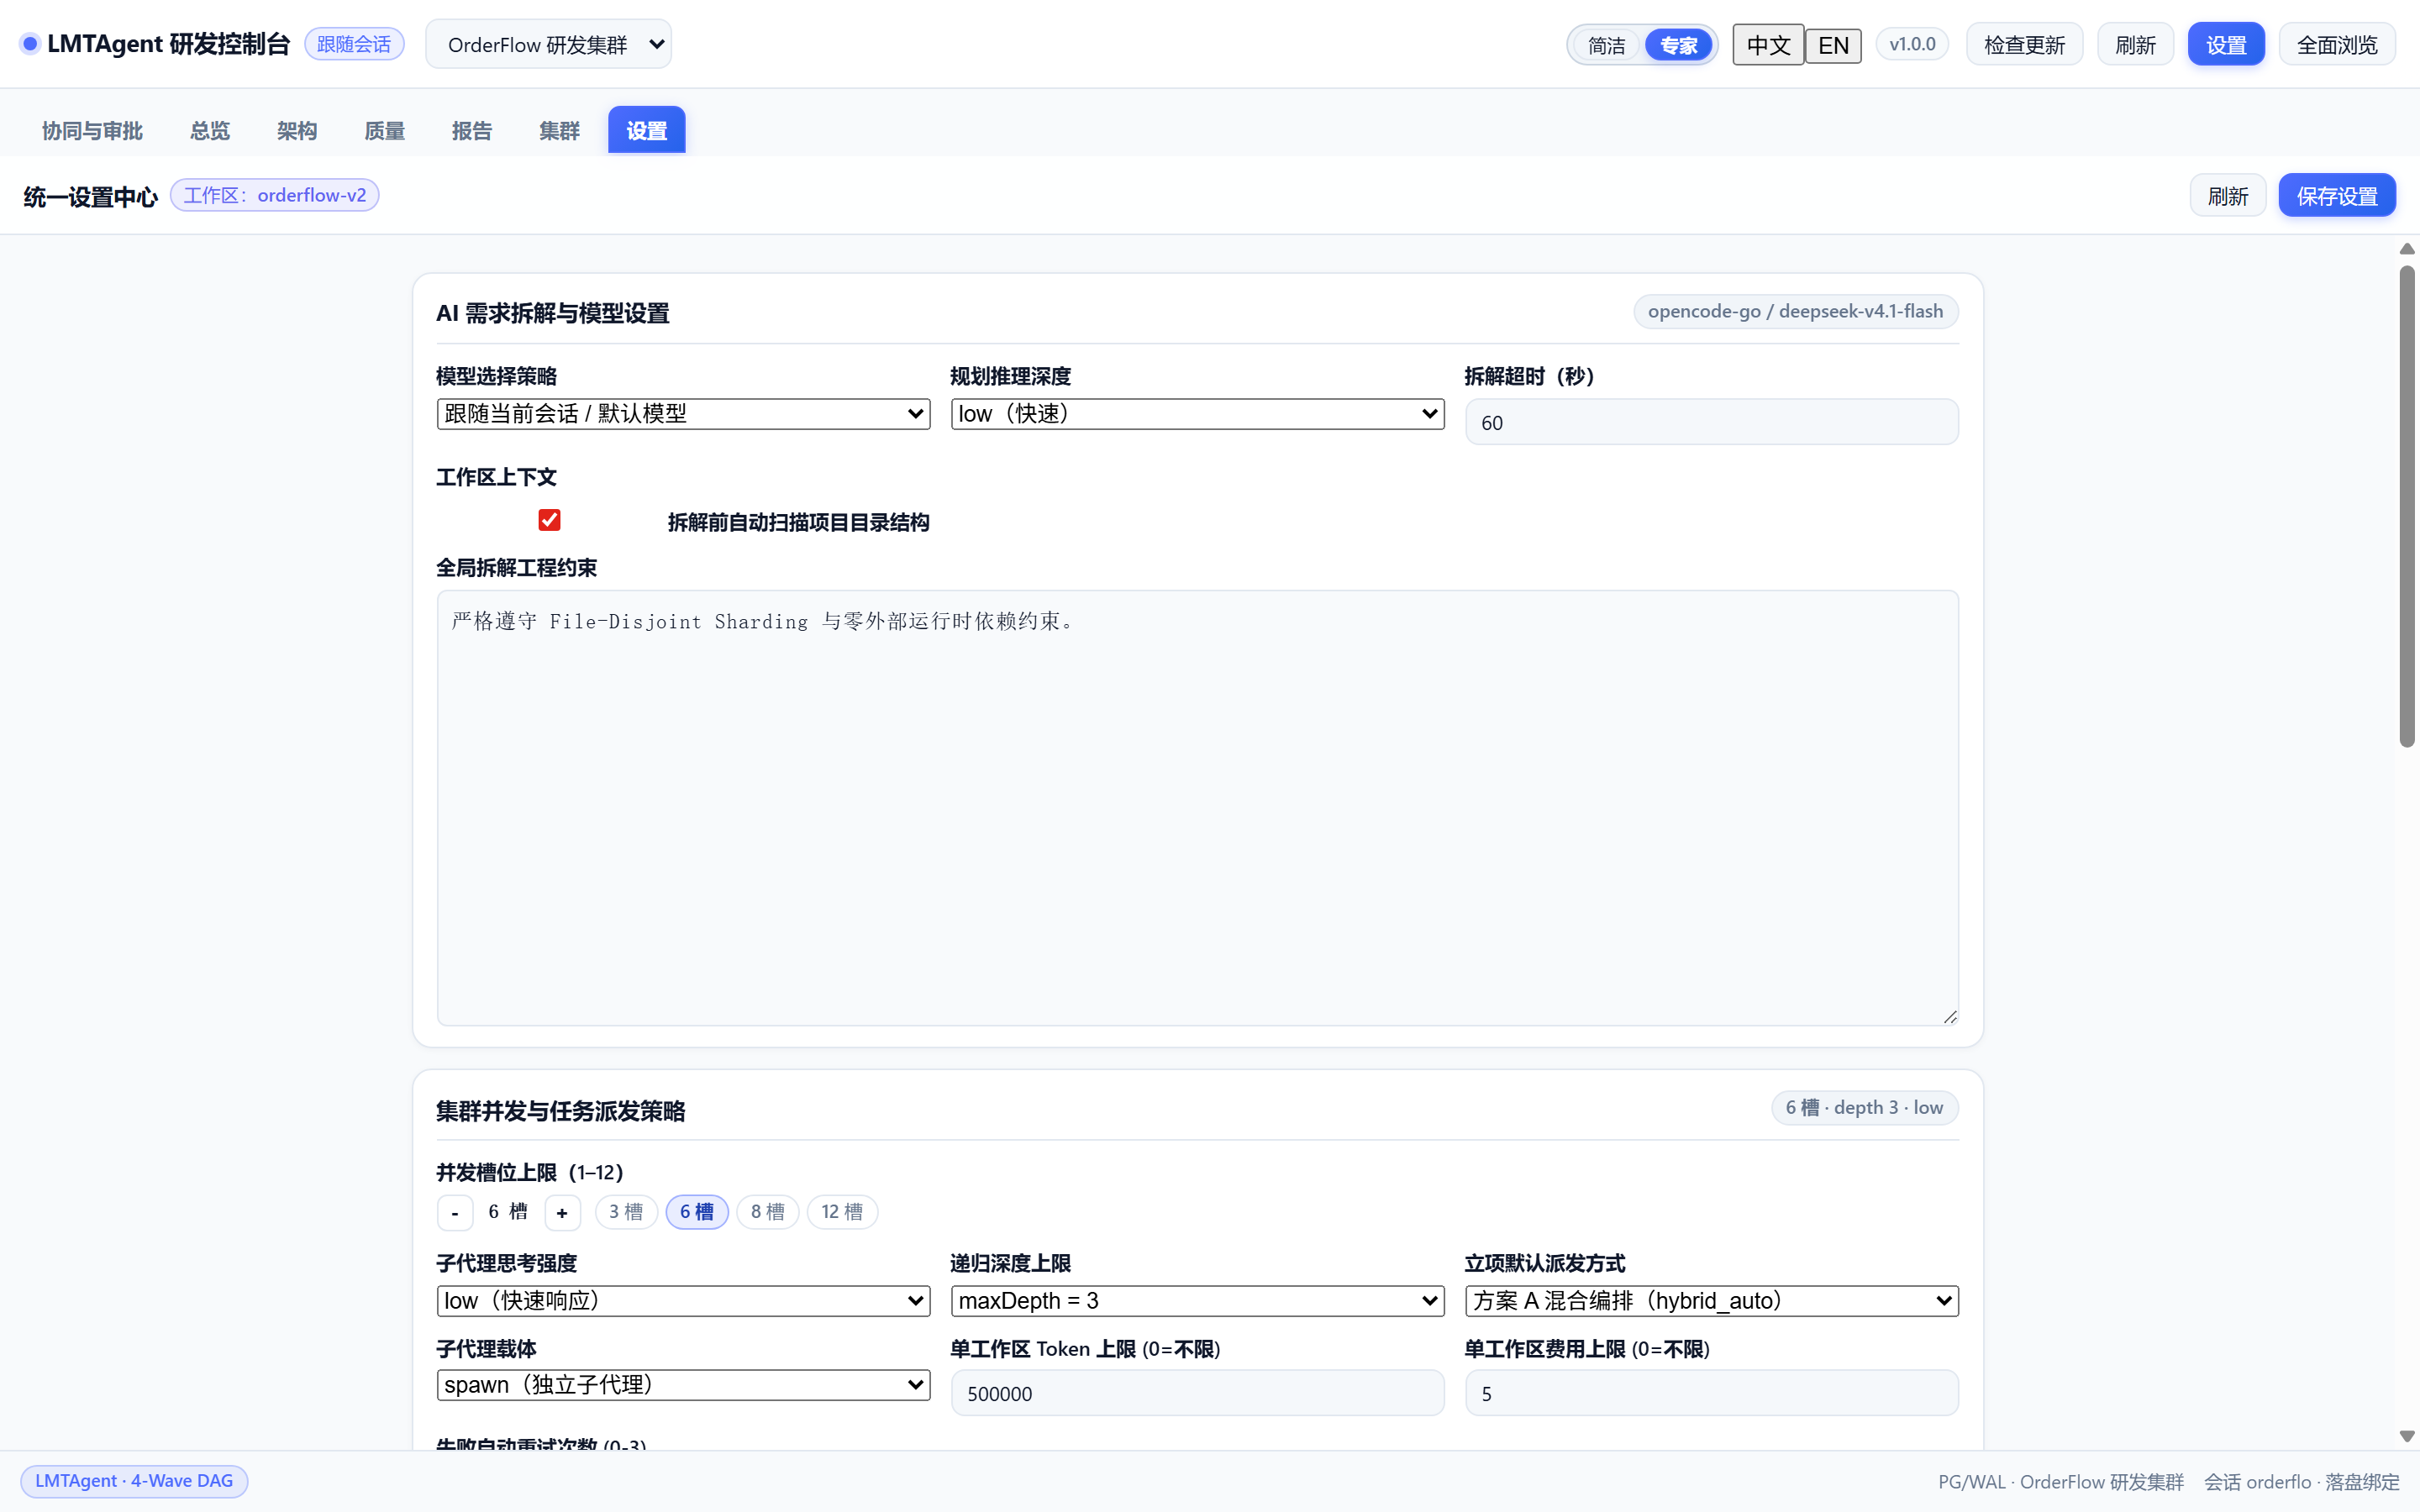 LMTAgent 研发控制台 跟随会话 OrderFlow 研发集群 简洁 专家 中文 EN v1.0.0 检查更新 刷新 设置 全面浏览
协同与审批 总览 架构 质量 报告 集群 设置
统一设置中心 工作区：orderflow-v2 刷新 保存设置
AI 需求拆解与模型设置 opencode-go / deepseek-v4.1-flash
模型选择策略 规划推理深度 拆解超时（秒）
跟随当前会话 / 默认模型 low（快速） 60
工作区上下文
拆解前自动扫描项目目录结构
全局拆解工程约束
严格遵守 File-Disjoint Sharding 与零外部运行时依赖约束。
集群并发与任务派发策略 6 槽 · depth 3 · low
并发槽位上限（1–12）
- 6 槽 + 3 槽 6 槽 8 槽 12 槽
子代理思考强度 递归深度上限 立项默认派发方式
low（快速响应） maxDepth = 3 方案 A 混合编排（hybrid_auto）
子代理载体 单工作区 Token 上限 (0=不限) 单工作区费用上限 (0=不限)
spawn（独立子代理） 500000 5
失败自动重试次数 (0-3)
LMTAgent · 4-Wave DAG PG/WAL · OrderFlow 研发集群 会话 orderflo · 落盘绑定